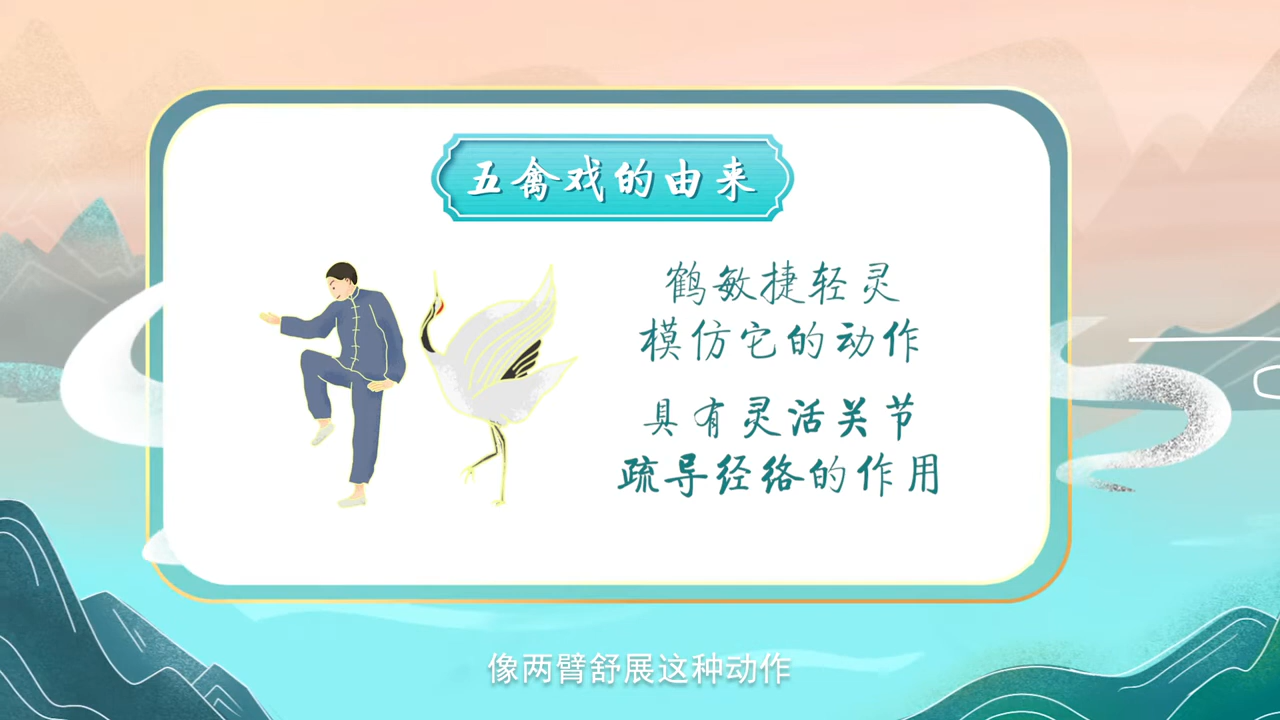 五禽戏的由来
鹤敏捷轻灵
模仿它的动作
具有灵活关节
疏导经络的作用
像两臂舒展这种动作